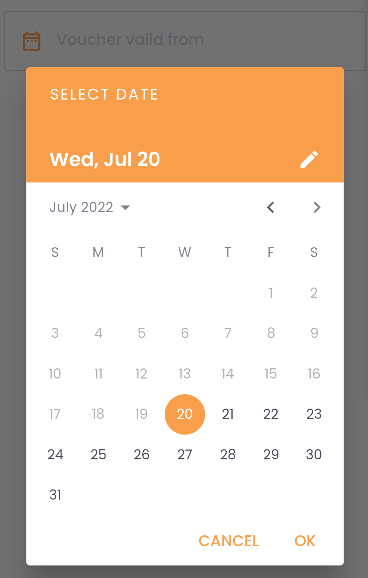 Voucher valid from
SELECT DATE
Wed, Jul 20
July 2022
S M T W T F S
1 2
3 4 5 6 7 8 9
10 11 12 13 14 15 16
17 18 19 20 21 22 23
24 25 26 27 28 29 30
31
CANCEL OK